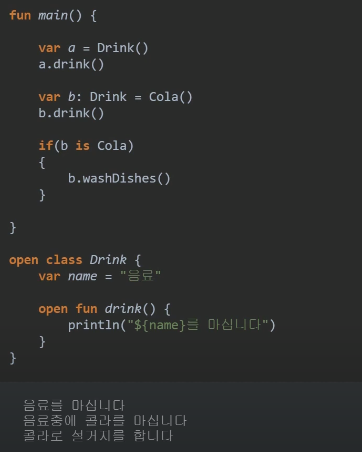 fun main() {
var a = Drink()
a.drink()
var b: Drink = Cola()
b.drink()
if(b is Cola)
{
b.washDishes()
}
}
open class Drink {
var name = "음료"
open fun drink() {
println("${name}를 마십니다")
}
}
음료를 마십니다
음료중에 콜라를 마십니다
콜라로 설거지를 합니다